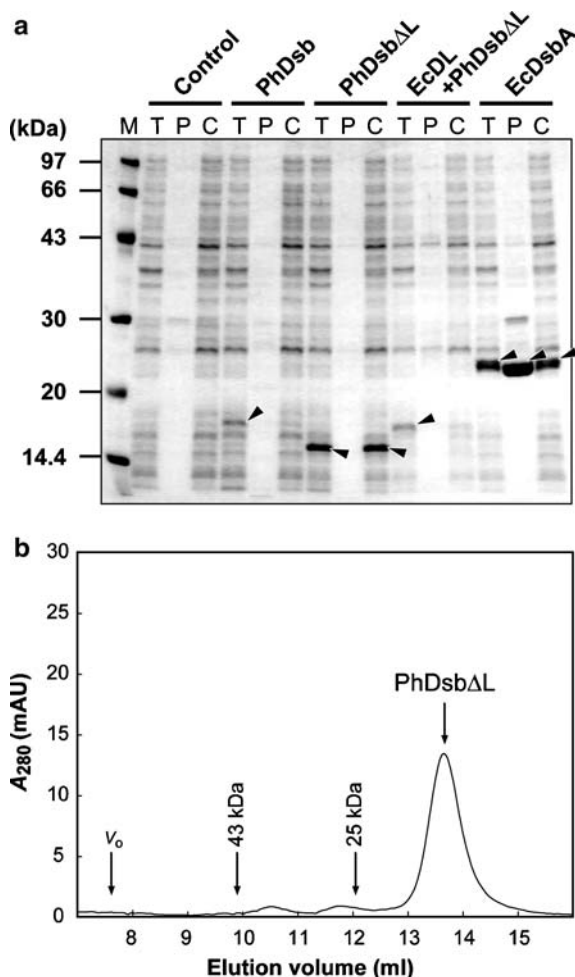 a
Control PhDsb PhDsbΔL EcDL +PhDsbΔL EcDsbA
(kDa) M T P C T P C T P C T P C T P C
97
66
43
30
20
14.4
b
30
25
20
15
10
5
0
A280 (mAU)
Vo
43 kDa
25 kDa
PhDsbΔL
8 9 10 11 12 13 14 15
Elution volume (ml)